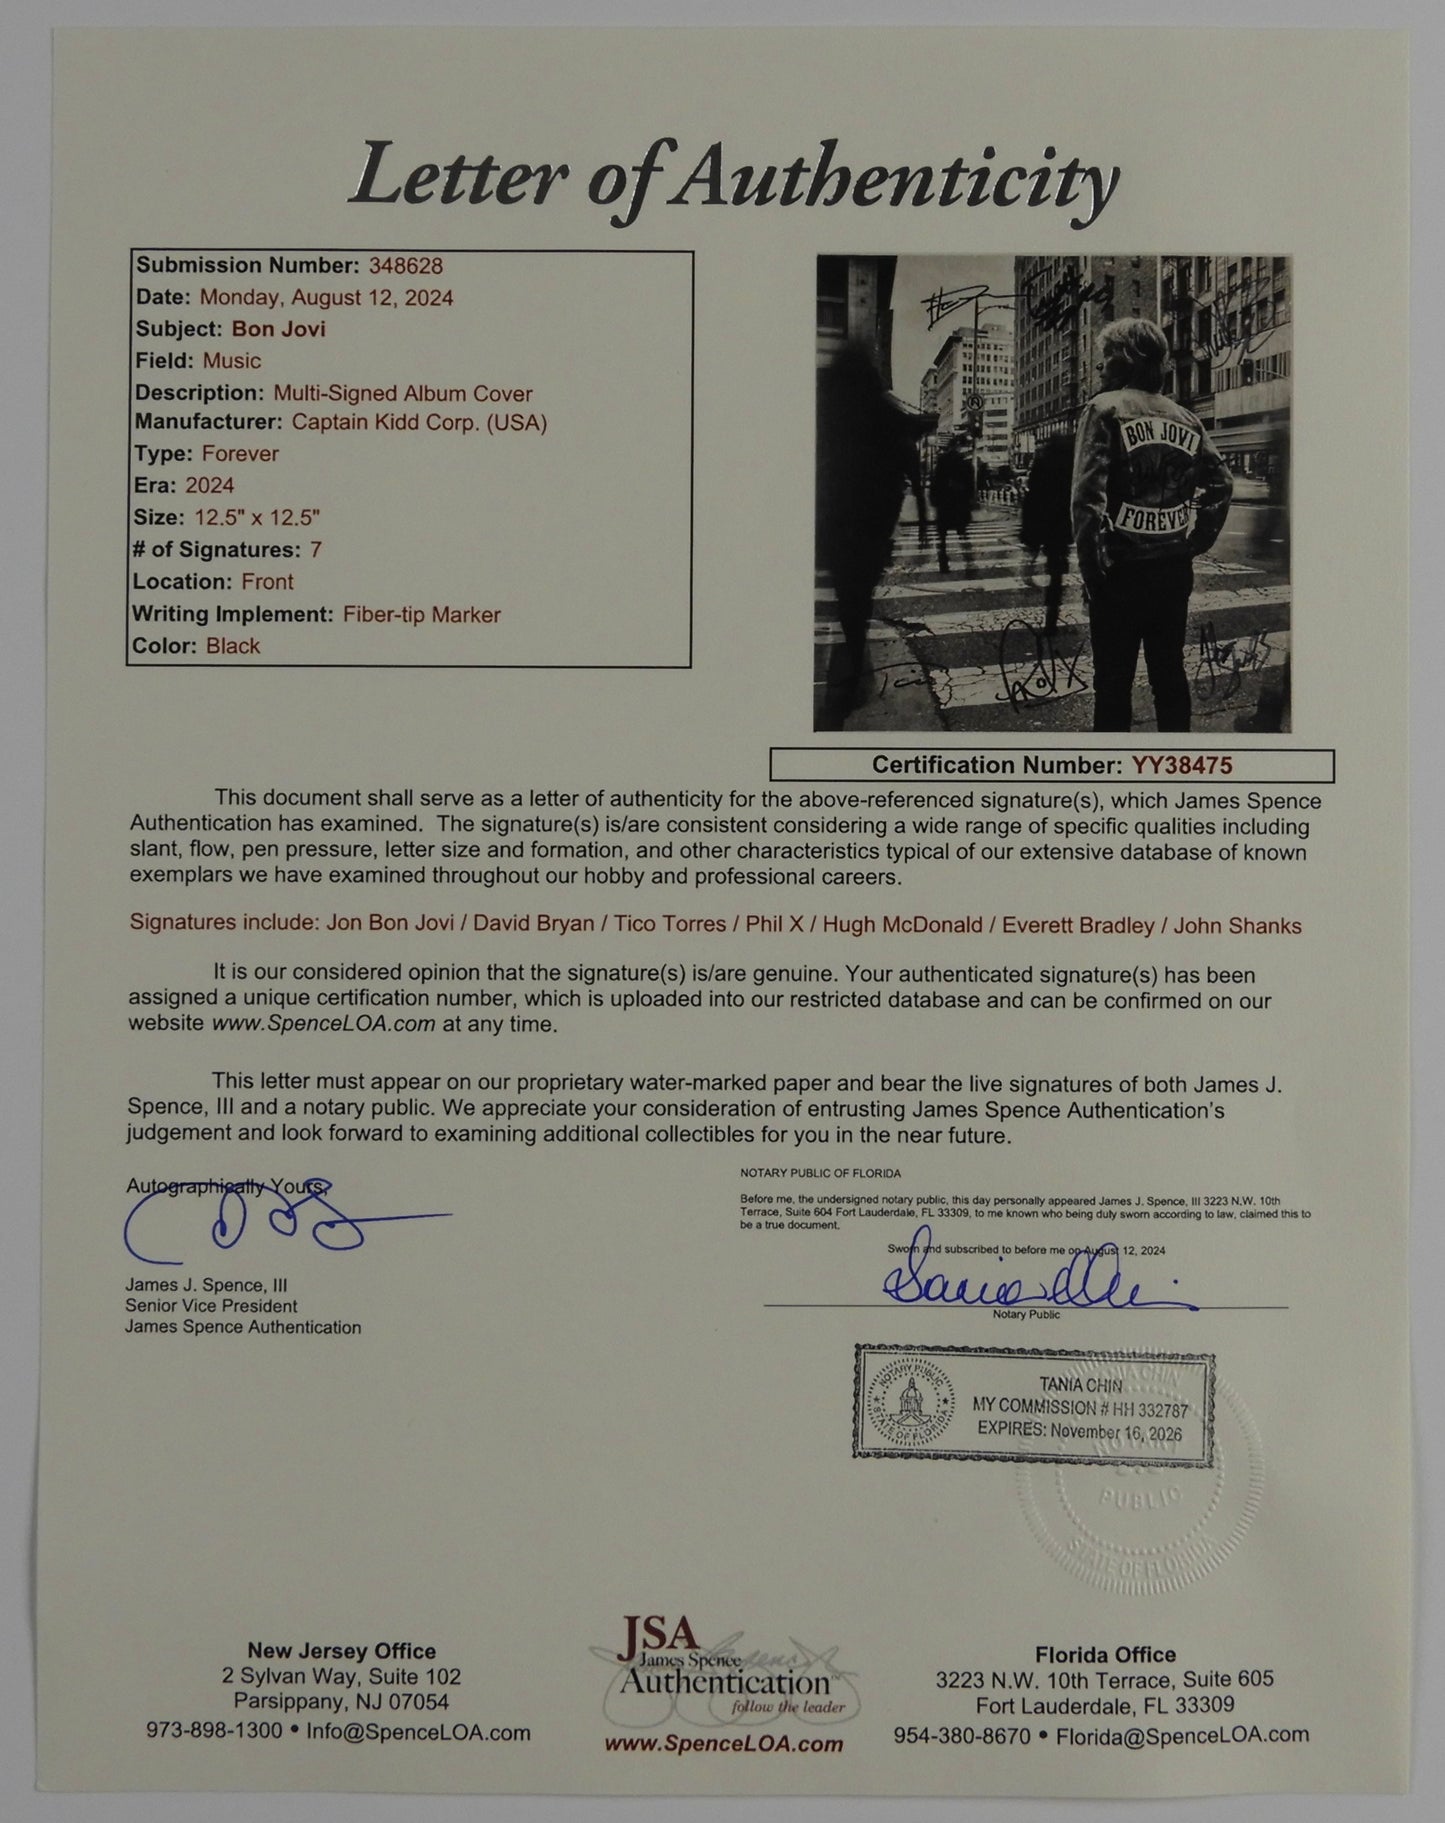 Letter of Authenticity
Submission Number: 348628
Date: Monday, August 12, 2024
Subject: Bon Jovi
Field: Music
Description: Multi-Signed Album Cover
Manufacturer: Captain Kidd Corp. (USA)
Type: Forever
Era: 2024
Size: 12.5" x 12.5"
# of Signatures: 7
Location: Front
Writing Implement: Fiber-tip Marker
Color: Black
BON JOVI
FOREVER
Tico
Phil X
Certification Number: YY38475
This document shall serve as a letter of authenticity for the above-referenced signature(s), which James Spence
Authentication has examined. The signature(s) is/are consistent considering a wide range of specific qualities including
slant, flow, pen pressure, letter size and formation, and other characteristics typical of our extensive database of known
exemplars we have examined throughout our hobby and professional careers.
Signatures include: Jon Bon Jovi / David Bryan / Tico Torres / Phil X / Hugh McDonald / Everett Bradley / John Shanks
It is our considered opinion that the signature(s) is/are genuine. Your authenticated signature(s) has been
assigned a unique certification number, which is uploaded into our restricted database and can be confirmed on our
website www.SpenceLOA.com at any time.
This letter must appear on our proprietary water-marked paper and bear the live signatures of both James J.
Spence, III and a notary public. We appreciate your consideration of entrusting James Spence Authentication's
judgement and look forward to examining additional collectibles for you in the near future.
Autographically Yours,
James J. Spence, III
Senior Vice President
James Spence Authentication
NOTARY PUBLIC OF FLORIDA
Before me, the undersigned notary public, this day personally appeared James J. Spence, III 3223 N.W. 10th
Terrace, Suite 604 Fort Lauderdale, FL 33309, to me known who being duly sworn according to law, claimed this to
be a true document.
Sworn and subscribed to before me on August 12, 2024
Notary Public
NOTARY PUBLIC
STATE OF FLORIDA
TANIA CHIN
MY COMMISSION # HH 332787
EXPIRES: November 16, 2026
TANIA CHIN
NOTARY
PUBLIC
STATE OF FLORIDA
New Jersey Office
2 Sylvan Way, Suite 102
Parsippany, NJ 07054
973-898-1300 • Info@SpenceLOA.com
JSA
James Spence
Authentication™
follow the leader
www.SpenceLOA.com
Florida Office
3223 N.W. 10th Terrace, Suite 605
Fort Lauderdale, FL 33309
954-380-8670 • Florida@SpenceLOA.com